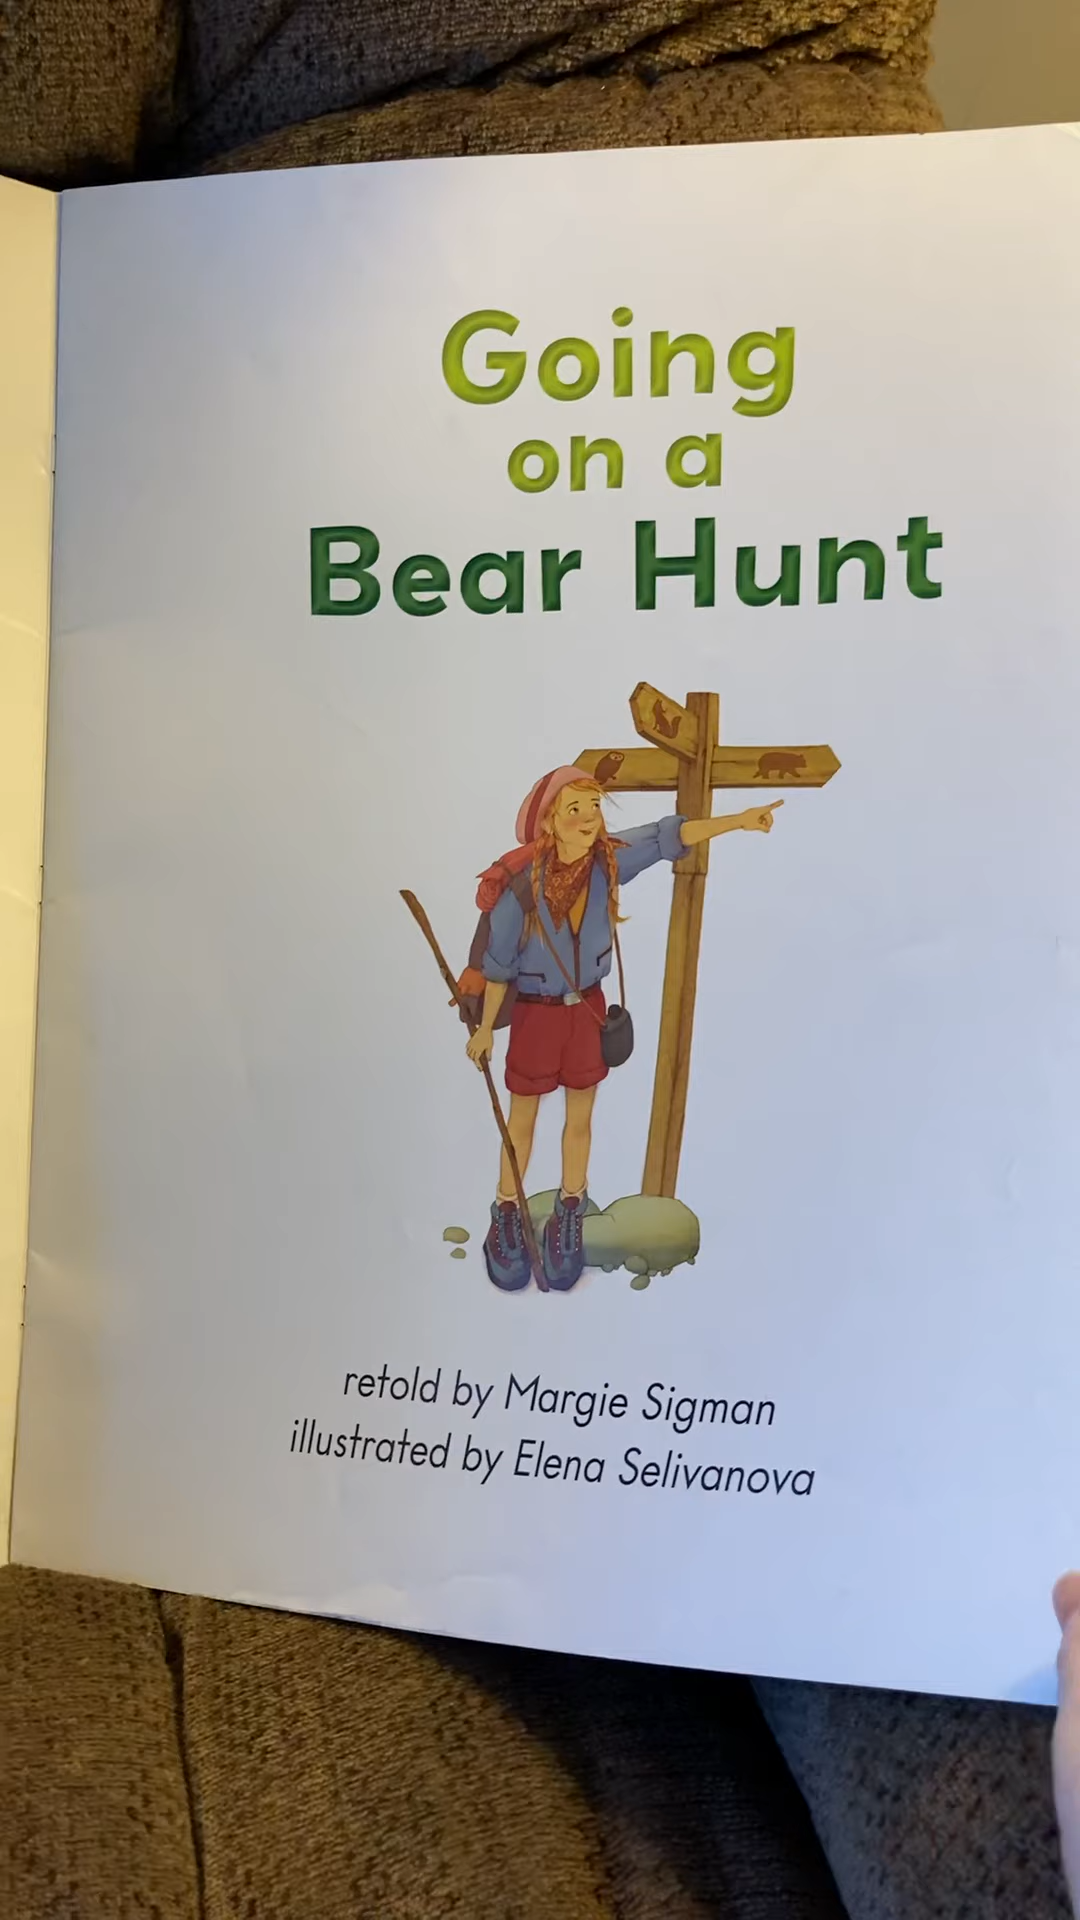 Going
on a
Bear Hunt
retold by Margie Sigman
illustrated by Elena Selivanova